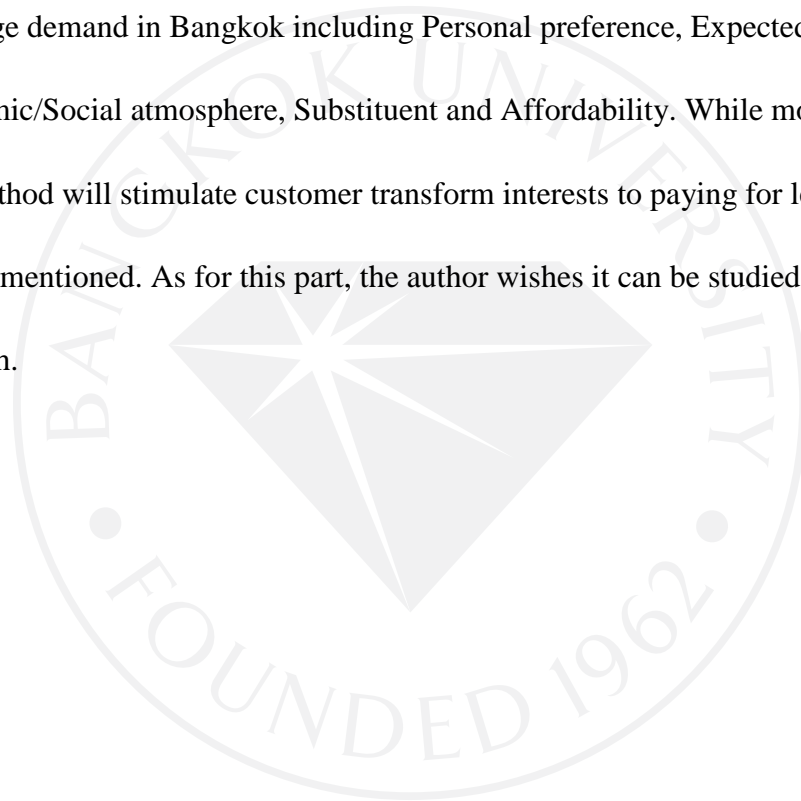 ge demand in Bangkok including Personal preference, Expected
nic/Social atmosphere, Substituent and Affordability. While mo
thod will stimulate customer transform interests to paying for l
mentioned. As for this part, the author wishes it can be studied
n.
BANGKOK UNIVERSITY
FOUNDED 1962